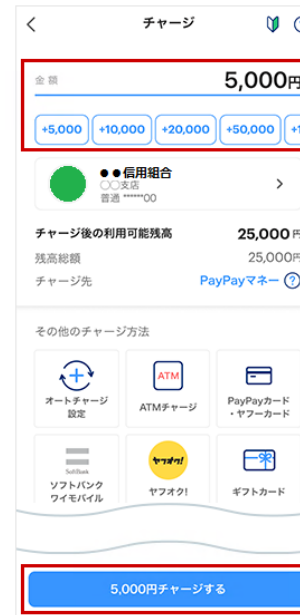 チャージ
金額
5,000円
+5,000 +10,000 +20,000 +50,000
●●信用組合
〇〇支店
普通 ******00
チャージ後の利用可能残高 25,000円
残高総額 25,000円
チャージ先 PayPayマネー ?
その他のチャージ方法
オートチャージ
設定
ATM
ATMチャージ
PayPayカード
・ヤフーカード
SoftBank
ソフトバンク
ワイモバイル
ヤフオク!
ヤフオク!
ギフトカード
5,000円チャージする